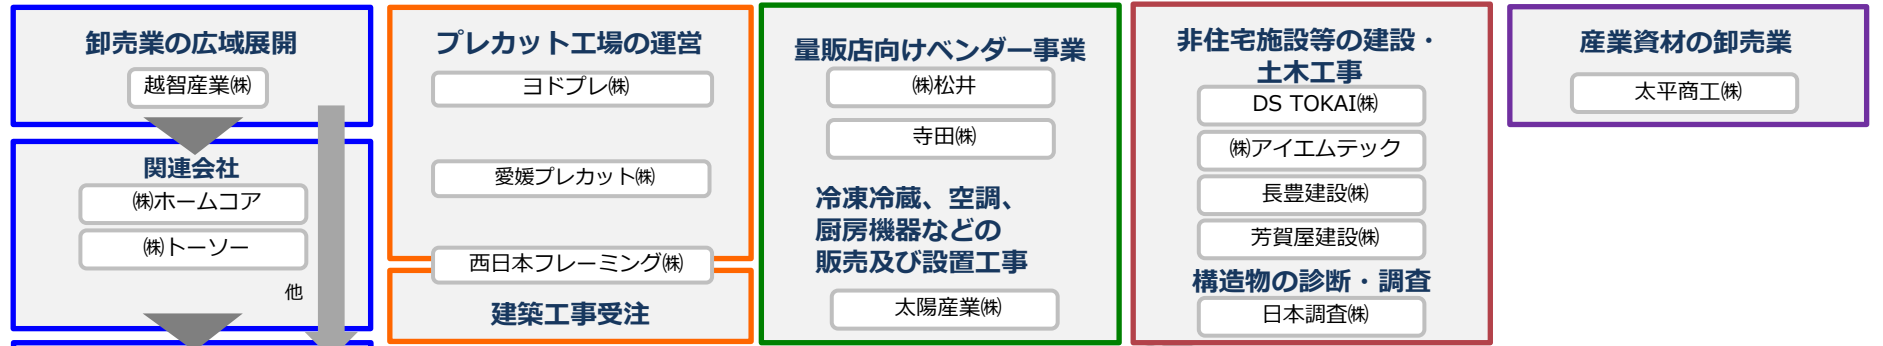 卸売業の広域展開
越智産業㈱
関連会社
㈱ホームコア
㈱トーソー
他
プレカット工場の運営
ヨドプレ㈱
愛媛プレカット㈱
西日本フレーミング㈱
建築工事受注
量販店向けベンダー事業
㈱松井
寺田㈱
冷凍冷蔵、空調、
厨房機器などの
販売及び設置工事
太陽産業㈱
非住宅施設等の建設・
土木工事
DS TOKAI㈱
㈱アイエムテック
長豊建設㈱
芳賀屋建設㈱
構造物の診断・調査
日本調査㈱
産業資材の卸売業
太平商工㈱